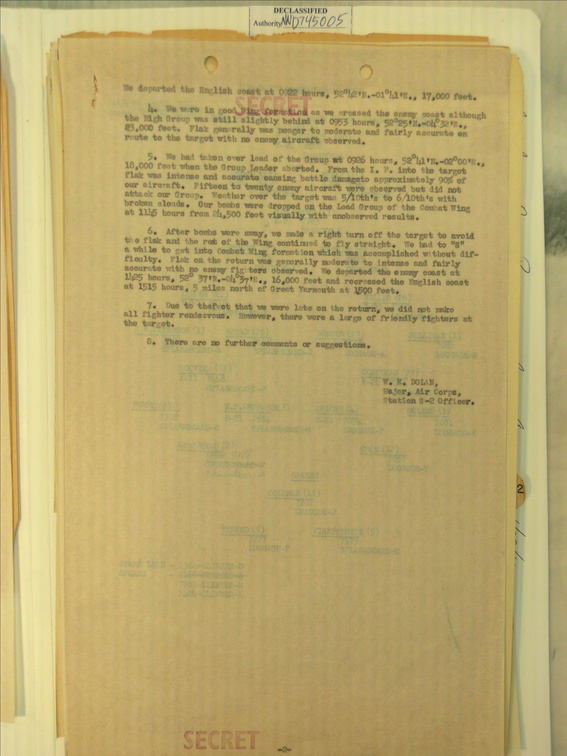 DECLASSIFIED
Authority NND745005
We departed the English coast at 0922 hours, 52°42'N.-01°41'E., 17,000 feet.
SECRET
4. We were in good Wing formation as we crossed the enemy coast although
the High Group was still slightly behind at 0953 hours, 52°25'N.-04°32'E.,
23,000 feet. Flak generally was meager to moderate and fairly accurate en
route to the target with no enemy aircraft observed.
5. We had taken over lead of the Group at 0926 hours, 52°41'N.-02°00'E.,
18,000 feet when the Group Leader aborted. From the I. P. into the target
flak was intense and accurate causing battle damageto approximately 90% of
our aircraft. Fifteen to twenty enemy aircraft were observed but did not
attack our Group. Weather over the target was 5/10th's to 6/10th's with
broken clouds. Our bombs were dropped on the Lead Group of the Combat Wing
at 1145 hours from 24,500 feet visually with unobserved results.
6. After bombs were away, we made a right turn off the target to avoid
the flak and the rest of the Wing continued to fly straight. We had to "S"
a while to get into Combat Wing formation which was accomplished without dif-
ficulty. Flak on the return was generally moderate to intense and fairly
accurate with no enemy fighters observed. We departed the enemy coast at
1425 hours, 52° 37'N.-04°37'E., 16,000 feet and recrossed the English coast
at 1515 hours, 5 miles north of Great Yarmouth at 1500 feet.
7. Due to thefact that we were late on the return, we did not make
all fighter rendezvous. However, there were a large of friendly fighters at
the target.
8. There are no further comments or suggestions.
W. K. DOLAN,
Major, Air Corps,
Station S-2 Officer.
2
SECRET
-2-